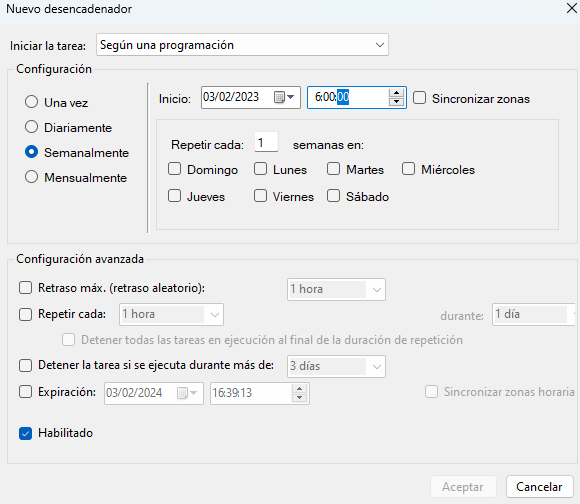 Nuevo desencadenador
Iniciar la tarea: Según una programación
Configuración
Una vez
Diariamente
Semanalmente
Mensualmente
Inicio: 03/02/2023 6:00:00 Sincronizar zonas
Repetir cada: 1 semanas en:
Domingo Lunes Martes Miércoles
Jueves Viernes Sábado
Configuración avanzada
Retraso máx. (retraso aleatorio): 1 hora
Repetir cada: 1 hora durante: 1 día
Detener todas las tareas en ejecución al final de la duración de repetición
Detener la tarea si se ejecuta durante más de: 3 días
Expiración: 03/02/2024 16:39:13 Sincronizar zonas horaria
Habilitado
Aceptar Cancelar